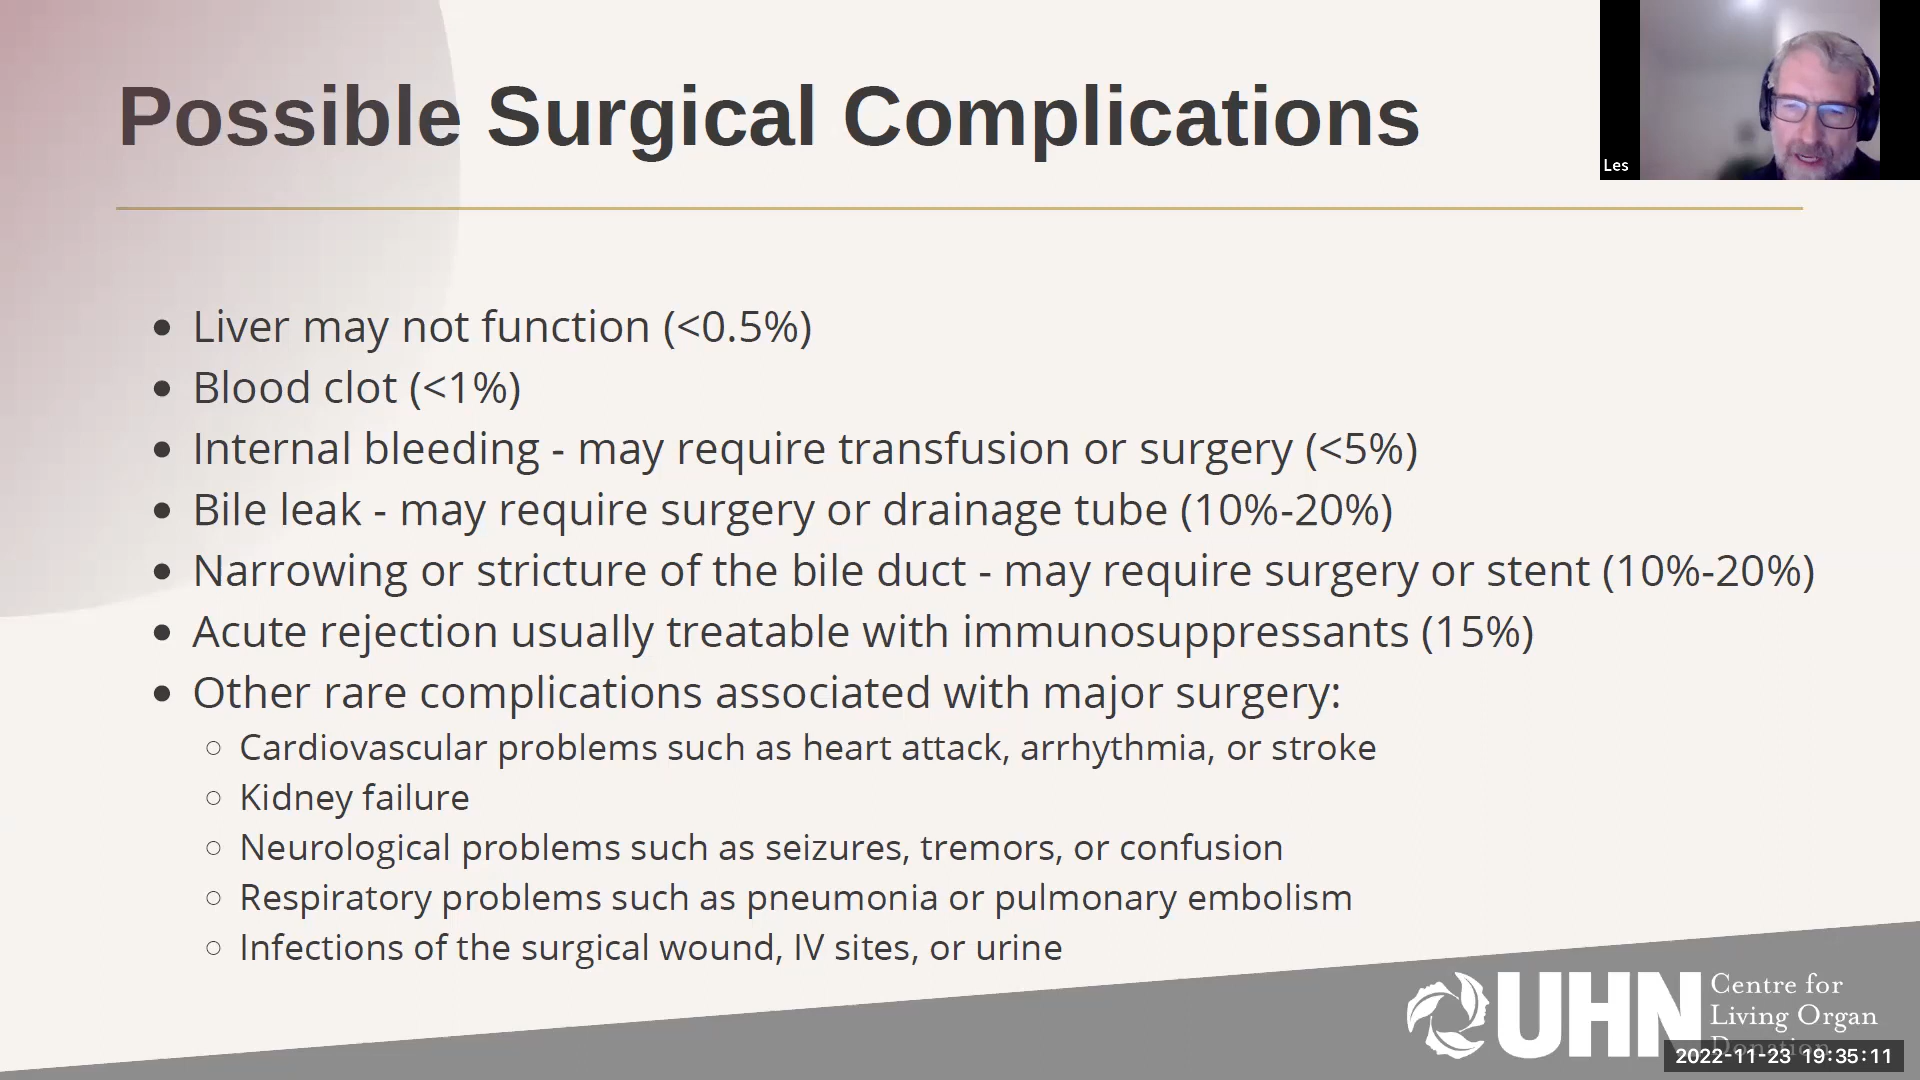 Possible Surgical Complications
Les
• Liver may not function (<0.5%)
• Blood clot (<1%)
• Internal bleeding - may require transfusion or surgery (<5%)
• Bile leak - may require surgery or drainage tube (10%-20%)
• Narrowing or stricture of the bile duct - may require surgery or stent (10%-20%)
• Acute rejection usually treatable with immunosuppressants (15%)
• Other rare complications associated with major surgery:
○ Cardiovascular problems such as heart attack, arrhythmia, or stroke
○ Kidney failure
○ Neurological problems such as seizures, tremors, or confusion
○ Respiratory problems such as pneumonia or pulmonary embolism
○ Infections of the surgical wound, IV sites, or urine
UHN
Centre for
Living Organ
Donation
2022-11-23 19:35:11